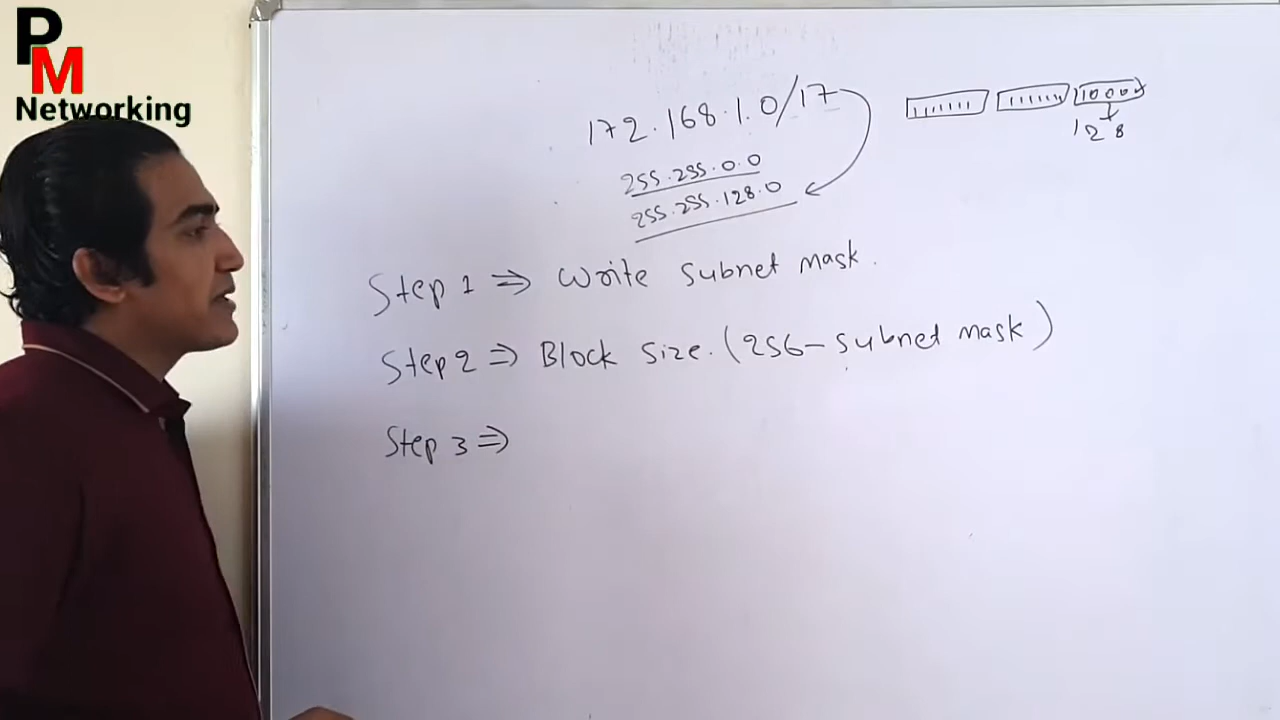 PM
Networking
172.168.1.0/17
1000
128
255.255.0.0
255.255.128.0
Step 1 ⇒ Write subnet mask.
Step 2 ⇒ Block size. (256-subnet mask)
Step 3 ⇒